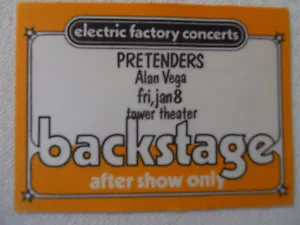 electric factory concerts
PRETENDERS
Alan Vega
fri, jan 8
tower theater
backstage
after show only